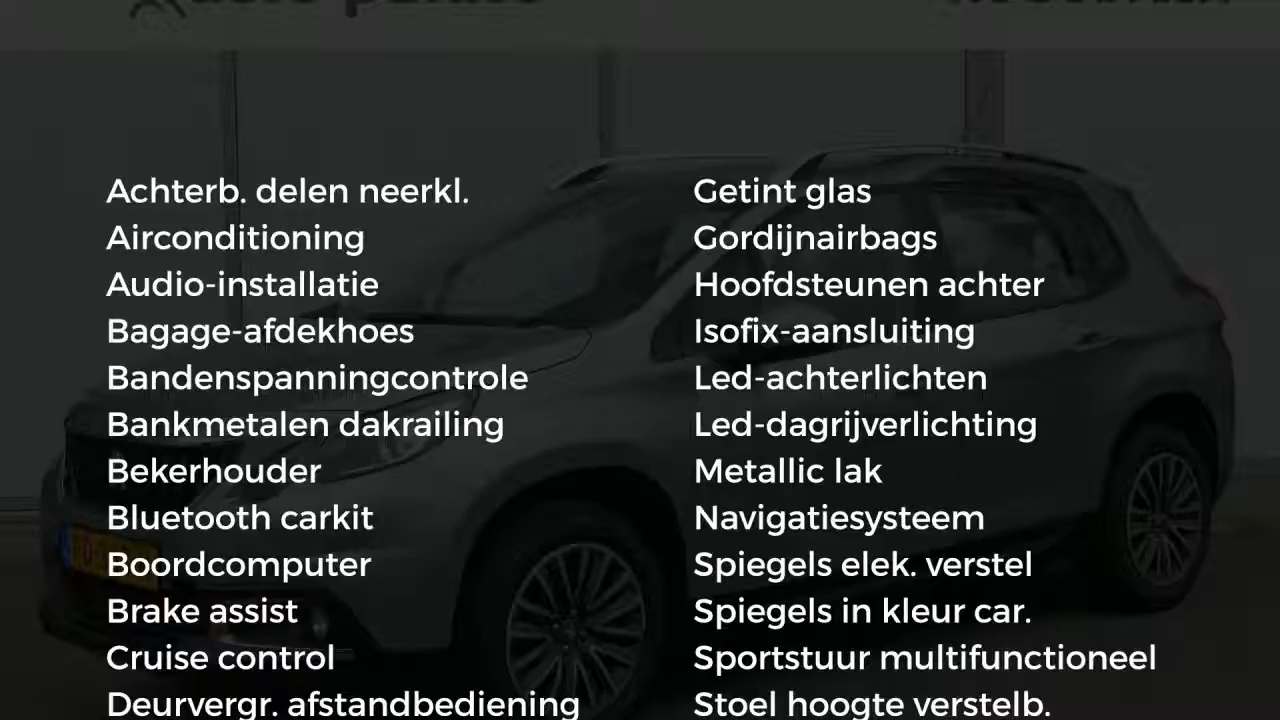 Achterb. delen neerkl.
Airconditioning
Audio-installatie
Bagage-afdekhoes
Bandenspanningcontrole
Bankmetalen dakrailing
Bekerhouder
Bluetooth carkit
Boordcomputer
Brake assist
Cruise control
Deurvergr. afstandbediening
Getint glas
Gordijnairbags
Hoofdsteunen achter
Isofix-aansluiting
Led-achterlichten
Led-dagrijverlichting
Metallic lak
Navigatiesysteem
Spiegels elek. verstel
Spiegels in kleur car.
Sportstuur multifunctioneel
Stoel hoogte verstelb.